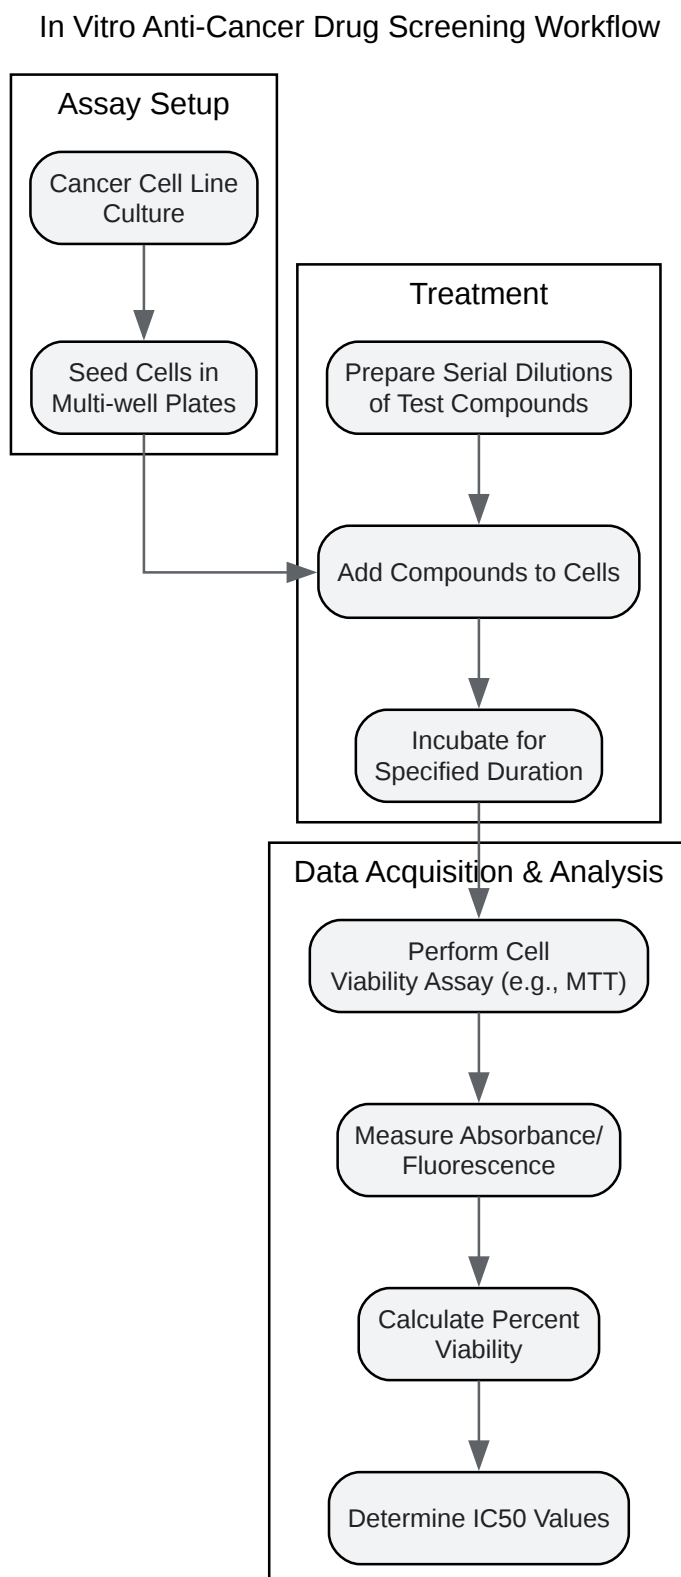 In Vitro Anti-Cancer Drug Screening Workflow
Assay Setup
Cancer Cell Line
Culture
Seed Cells in
Multi-well Plates
Treatment
Prepare Serial Dilutions
of Test Compounds
Add Compounds to Cells
Incubate for
Specified Duration
Data Acquisition & Analysis
Perform Cell
Viability Assay (e.g., MTT)
Measure Absorbance/
Fluorescence
Calculate Percent
Viability
Determine IC50 Values